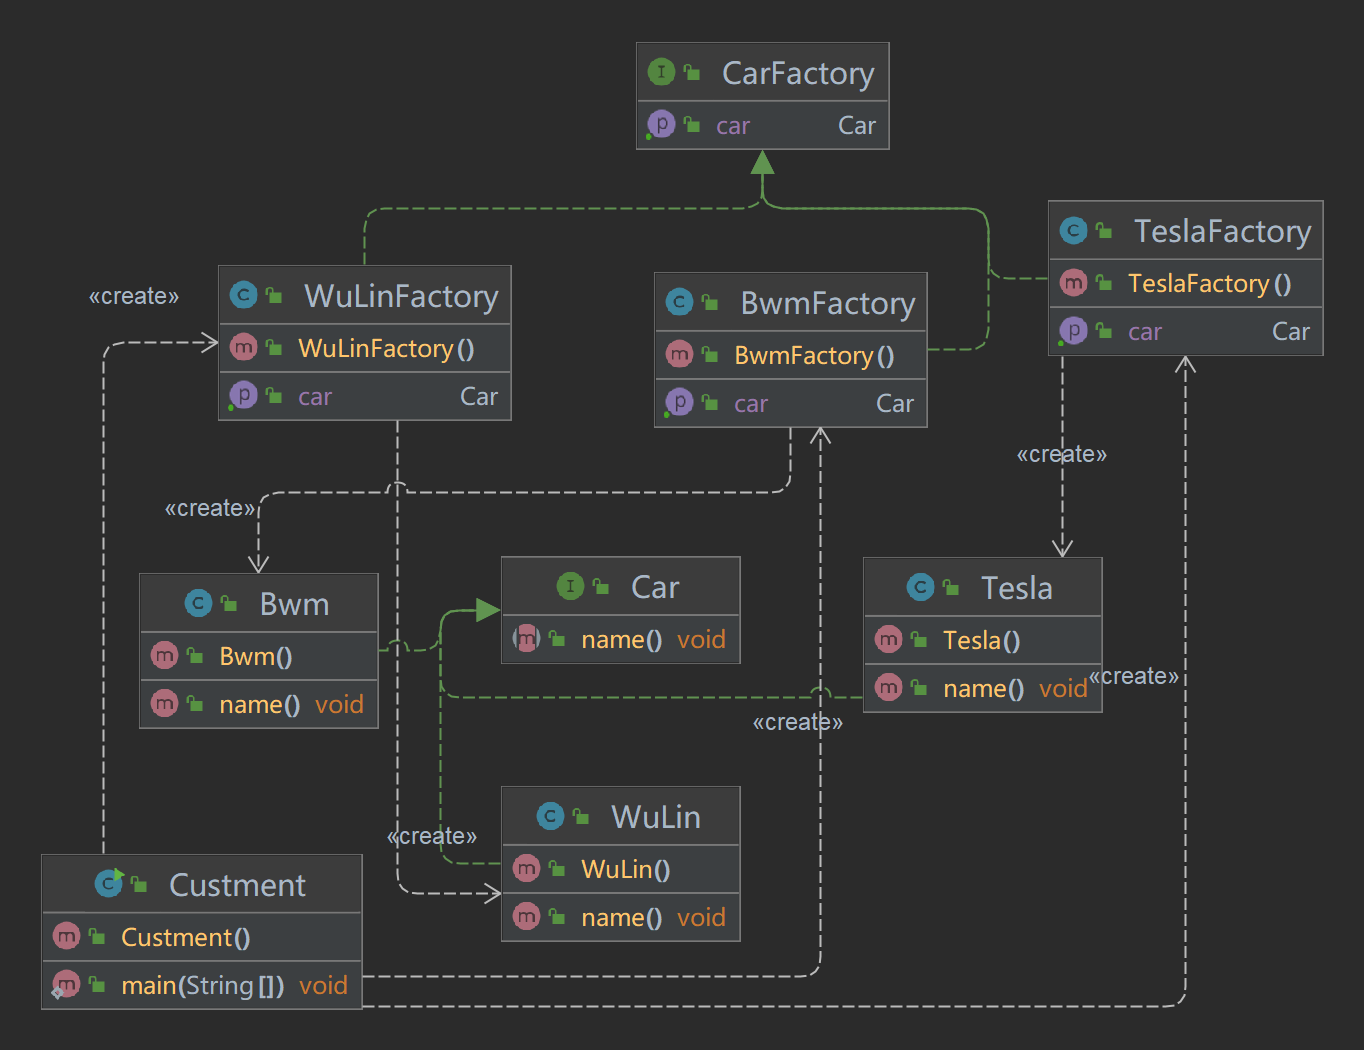 CarFactory
car Car
TeslaFactory
TeslaFactory()
car Car
«create»
WuLinFactory
WuLinFactory()
car Car
BwmFactory
BwmFactory()
car Car
«create»
«create»
Bwm
Bwm()
name() void
Car
name() void
Tesla
Tesla()
name() void
«create»
«create»
«create»
WuLin
WuLin()
name() void
Custment
Custment()
main(String[]) void